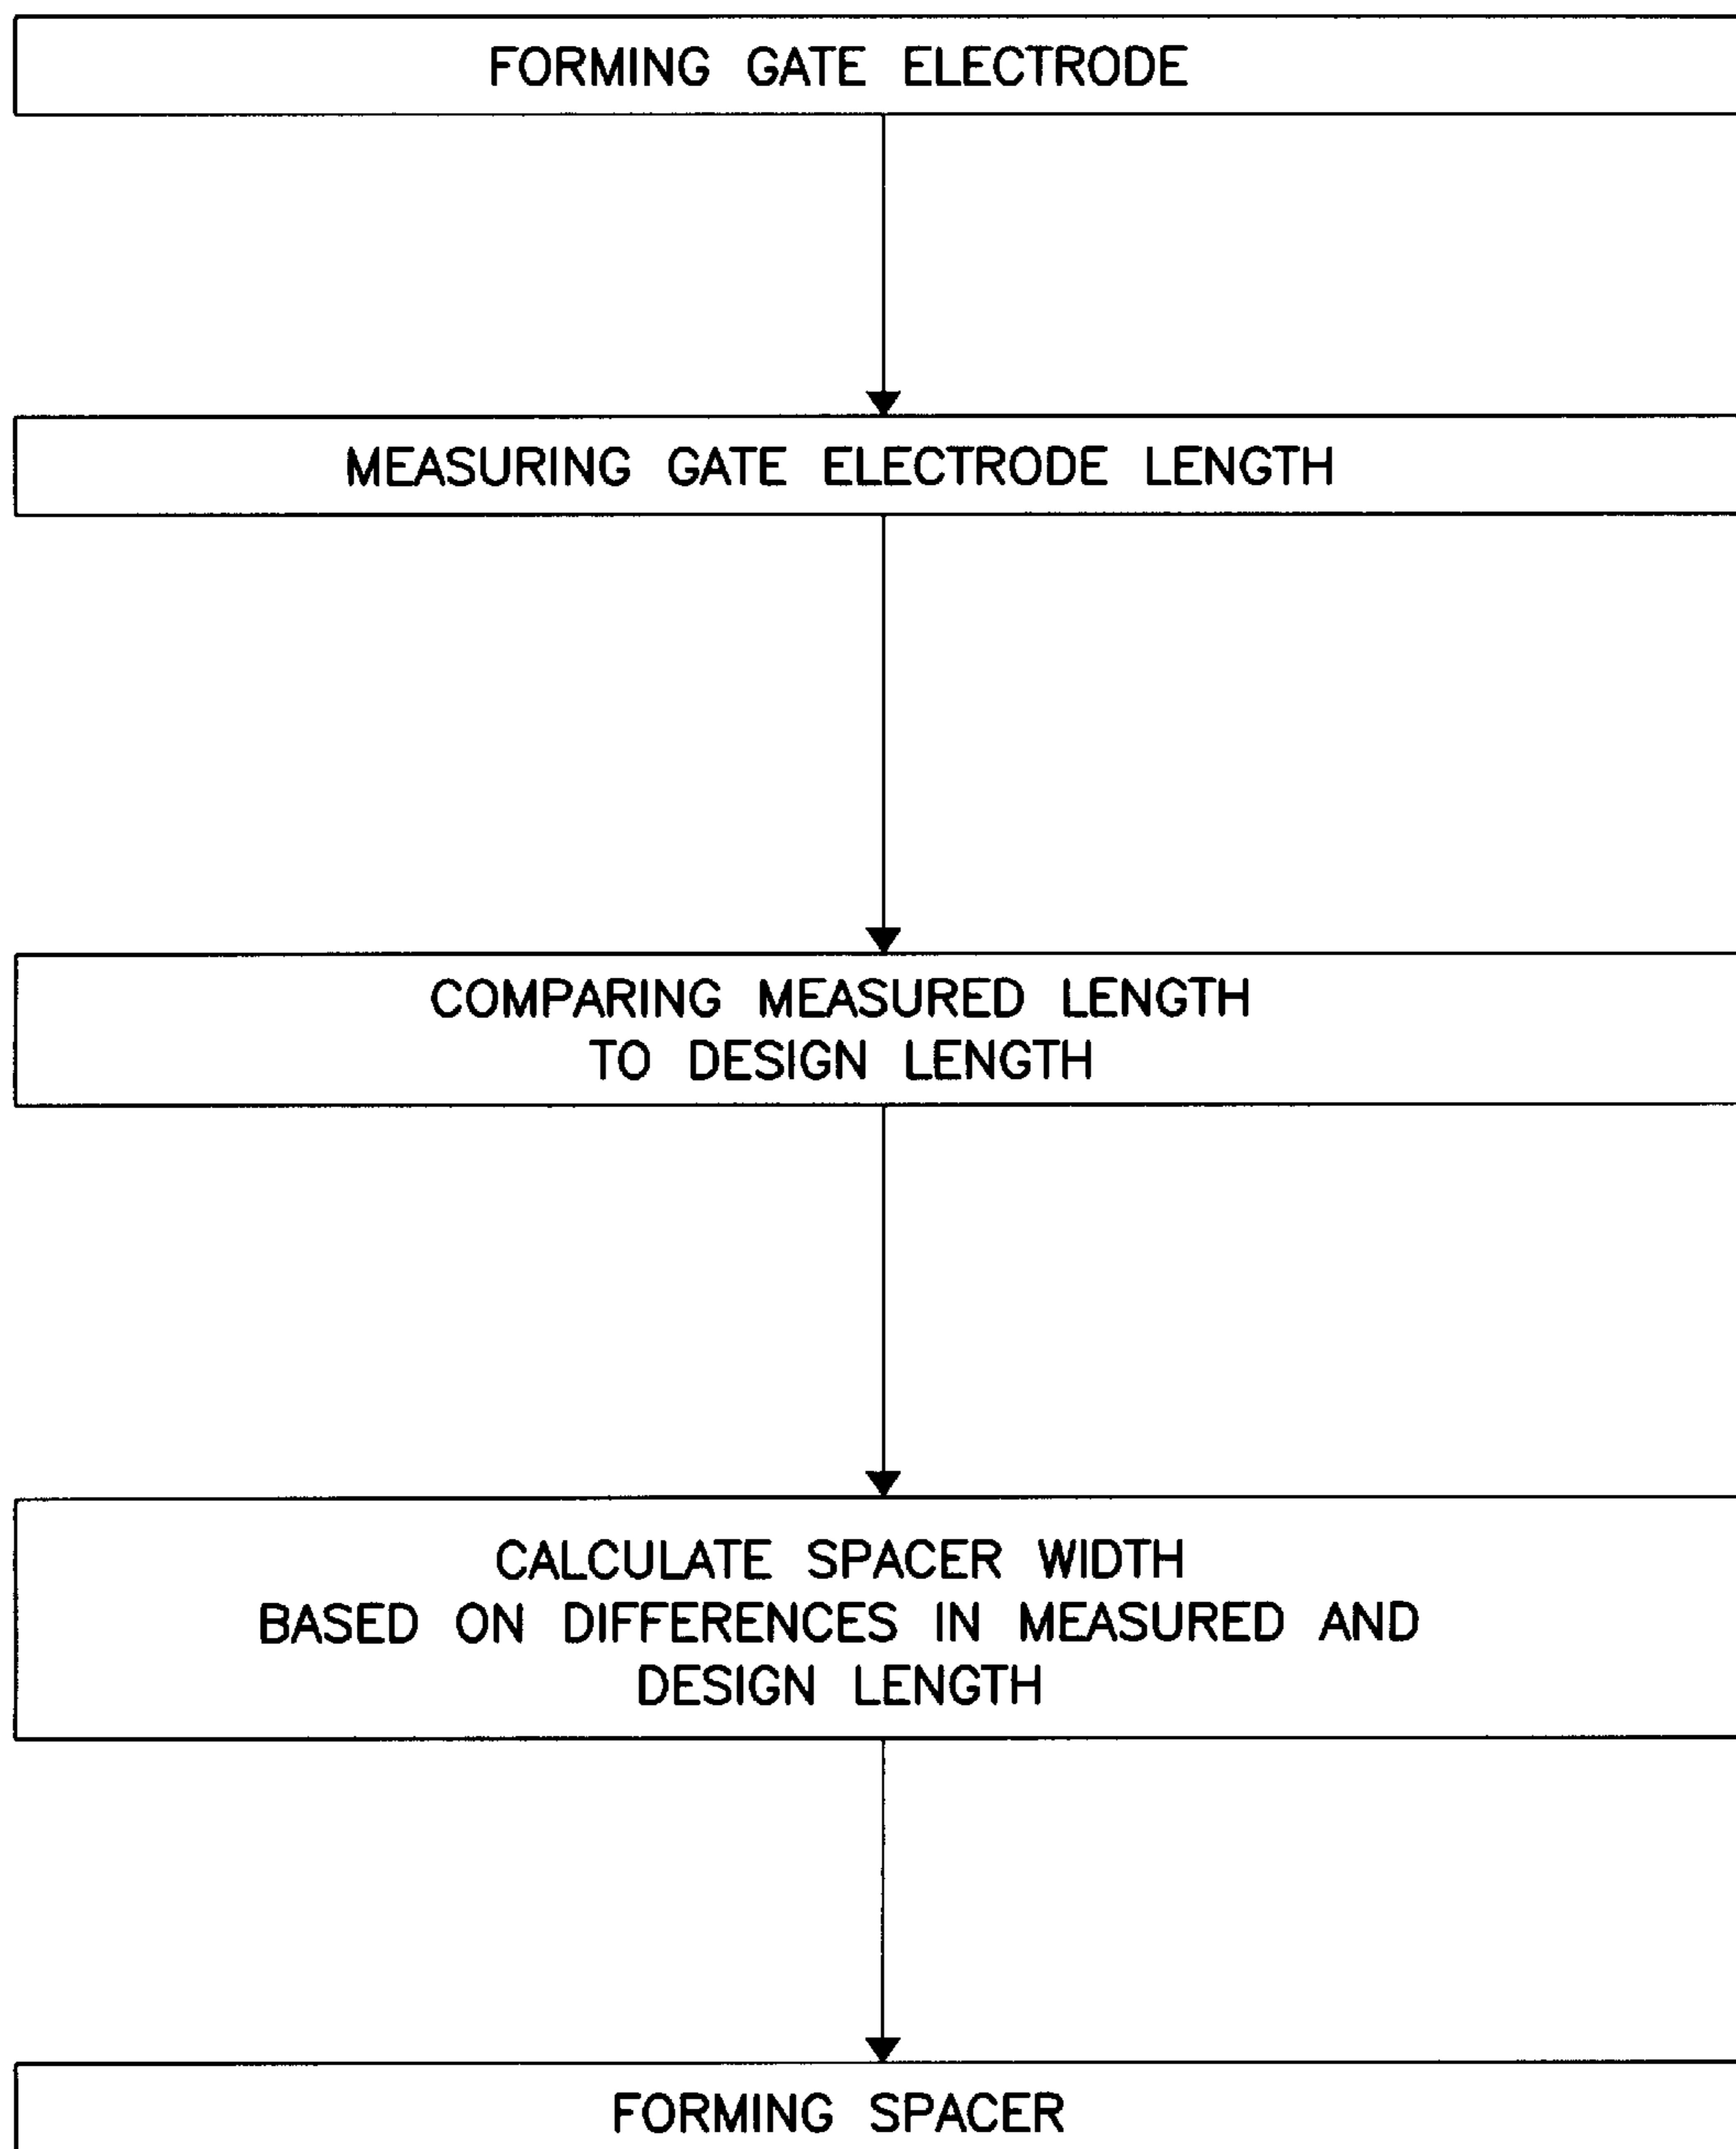 FORMING GATE ELECTRODE
MEASURING GATE ELECTRODE LENGTH
COMPARING MEASURED LENGTH
TO DESIGN LENGTH
CALCULATE SPACER WIDTH
BASED ON DIFFERENCES IN MEASURED AND
DESIGN LENGTH
FORMING SPACER